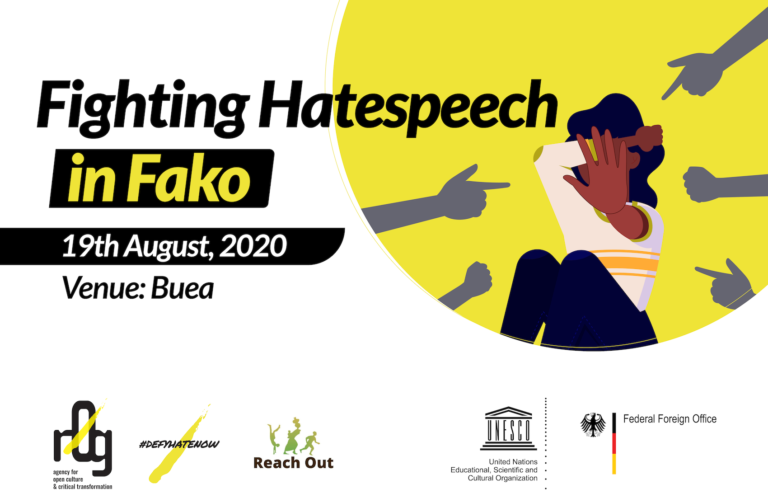 Fighting Hatespeech
in Fako
19th August, 2020
Venue: Buea
r0g
agency for
open culture
& critical transformation
#DEFYHATENOW
Reach Out
UNESCO
United Nations
Educational, Scientific and
Cultural Organization
Federal Foreign Office